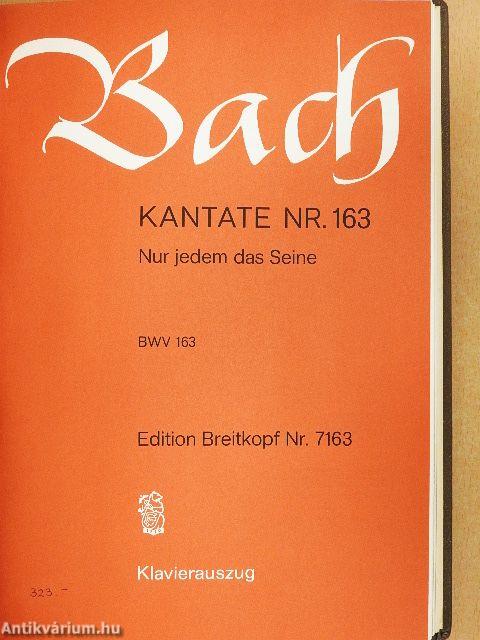 Bach
KANTATE NR. 163
Nur jedem das Seine
BWV 163
Edition Breitkopf Nr. 7163
Klavierauszug
323.-
Antikvárium.hu